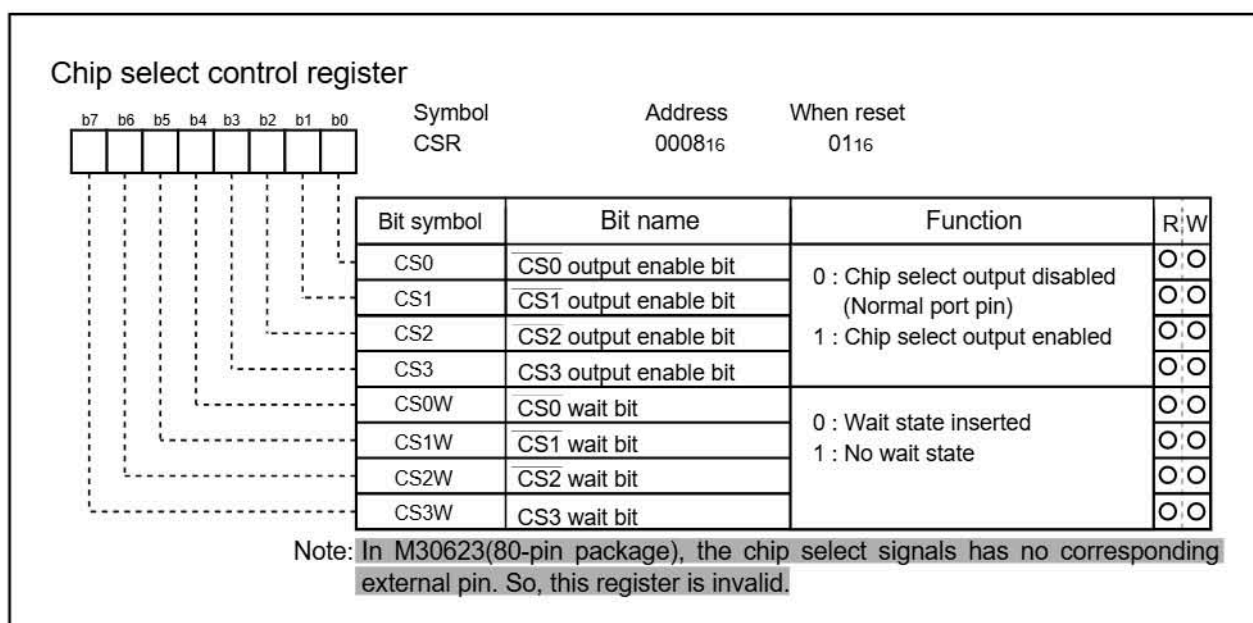 Chip select control register
b7 b6 b5 b4 b3 b2 b1 b0
Symbol Address When reset
CSR 000816 0116
Bit symbol Bit name Function R W
CS0 CS0 output enable bit
CS1 CS1 output enable bit
CS2 CS2 output enable bit
CS3 CS3 output enable bit
0 : Chip select output disabled
(Normal port pin)
1 : Chip select output enabled
CS0W CS0 wait bit
CS1W CS1 wait bit
CS2W CS2 wait bit
CS3W CS3 wait bit
0 : Wait state inserted
1 : No wait state
Note: In M30623(80-pin package), the chip select signals has no corresponding
external pin. So, this register is invalid.